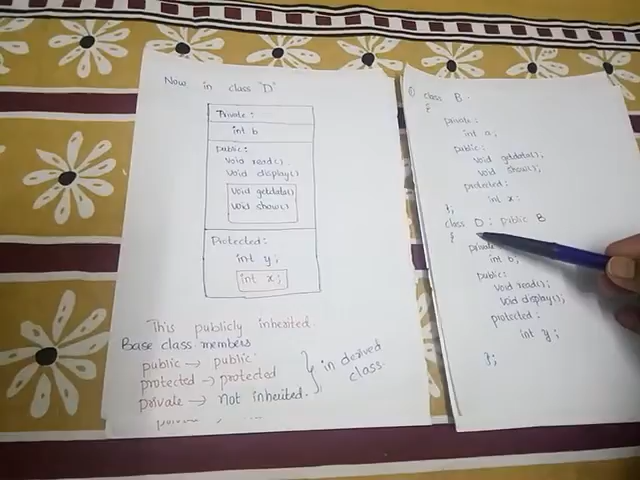 Now in class "D"
Private:
int b
Public:
void read()
void display()
void getdata()
void show()
Protected:
int y;
int x;
This publicly inherited.
Base class members
public → public
protected → protected
private → not inherited.
} in derived class.
① class B
{
private:
int a;
public:
void getdata();
void show();
protected:
int x;
};
class D : public B
{
private
int b;
public:
void read();
void display();
protected:
int y;
};